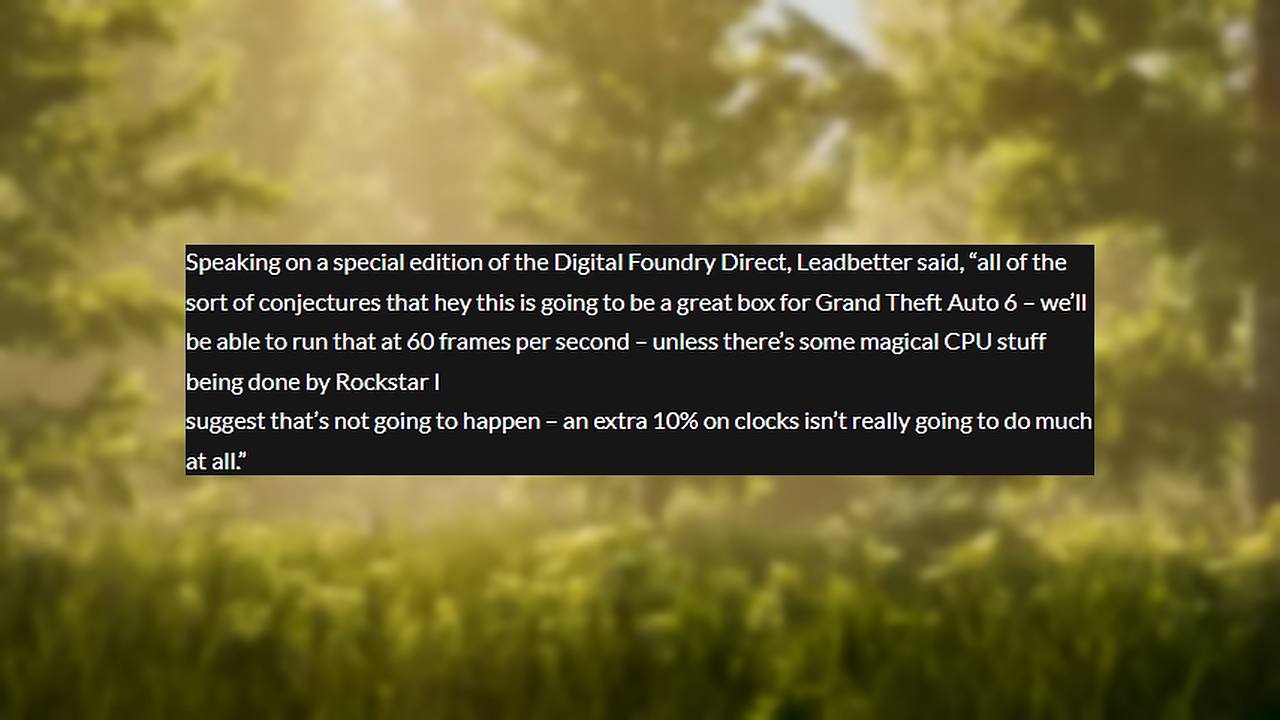 Speaking on a special edition of the Digital Foundry Direct, Leadbetter said, “all of the
sort of conjectures that hey this is going to be a great box for Grand Theft Auto 6 – we’ll
be able to run that at 60 frames per second – unless there’s some magical CPU stuff
being done by Rockstar I
suggest that’s not going to happen – an extra 10% on clocks isn’t really going to do much
at all.”